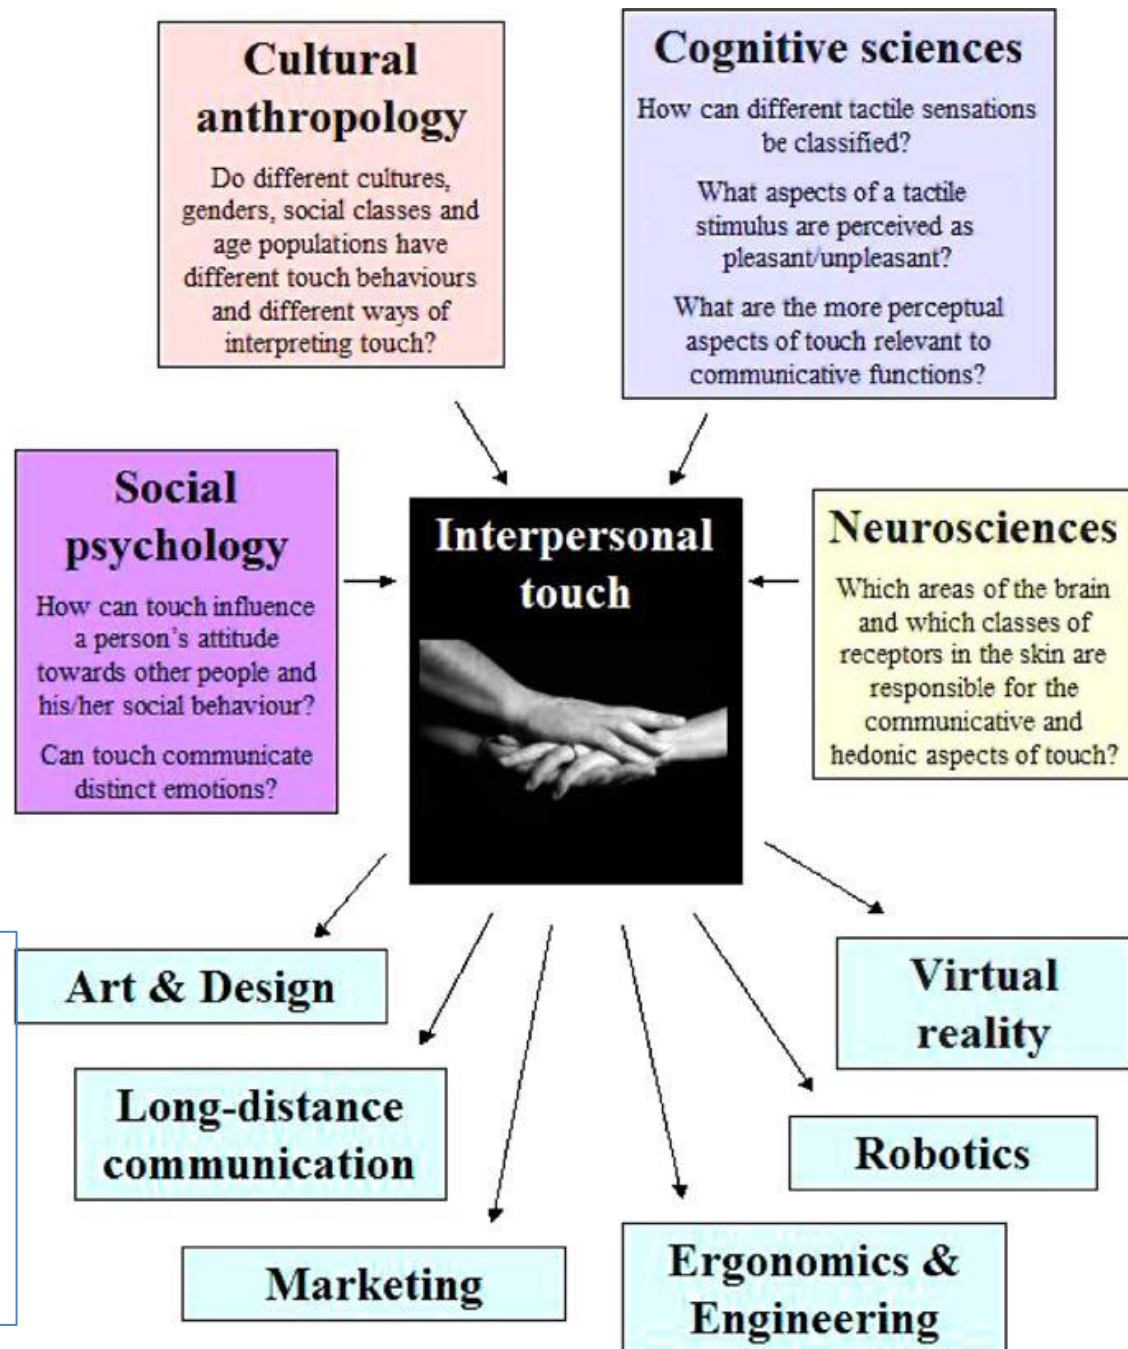 Cultural
anthropology
Do different cultures,
genders, social classes and
age populations have
different touch behaviours
and different ways of
interpreting touch?
Cognitive sciences
How can different tactile sensations
be classified?
What aspects of a tactile
stimulus are perceived as
pleasant/unpleasant?
What are the more perceptual
aspects of touch relevant to
communicative functions?
Social
psychology
How can touch influence
a person's attitude
towards other people and
his/her social behaviour?
Can touch communicate
distinct emotions?
Interpersonal
touch
Neurosciences
Which areas of the brain
and which classes of
receptors in the skin are
responsible for the
communicative and
hedonic aspects of touch?
Art & Design
Long-distance
communication
Marketing
Ergonomics &
Engineering
Robotics
Virtual
reality